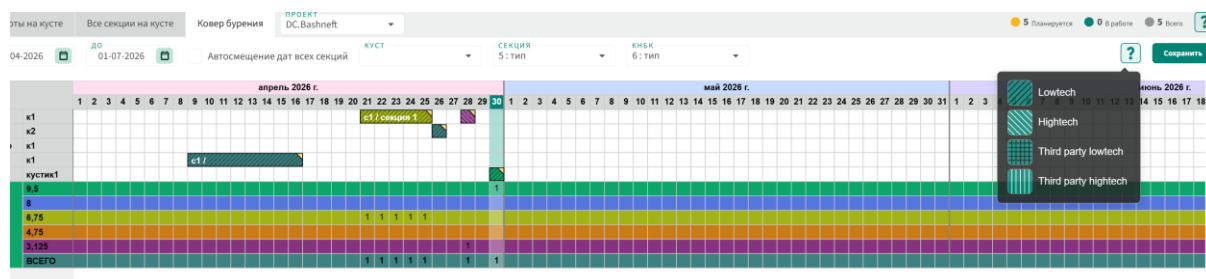 оты на кусте
Все секции на кусте
Ковер бурения
ПРОЕКТ
DC.Bashneft
5 Планируется
0 В работе
5 Всего
?
04-2026
ДО
01-07-2026
Автосмещение дат всех секций
КУСТ
СЕКЦИЯ
5 : тип
КНБК
6 : тип
?
Сохранить
апрель 2026 г.
май 2026 г.
юнь 2026 г.
1 2 3 4 5 6 7 8 9 10 11 12 13 14 15 16 17 18 19 20 21 22 23 24 25 26 27 28 29 30 1 2 3 4 5 6 7 8 9 10 11 12 13 14 15 16 17 18 19 20 21 22 23 24 25 26 27 28 29 30 31 1 2 3 14 15 16 17 18
Lowtech
Hightech
Third party lowtech
Third party hightech
к1
с1 / секция 1
к2
к1
к1
с1 /
кустик1
9,5
1
8
6,75
1 1 1 1 1
4,75
3,125
1
ВСЕГО
1 1 1 1 1 1 1